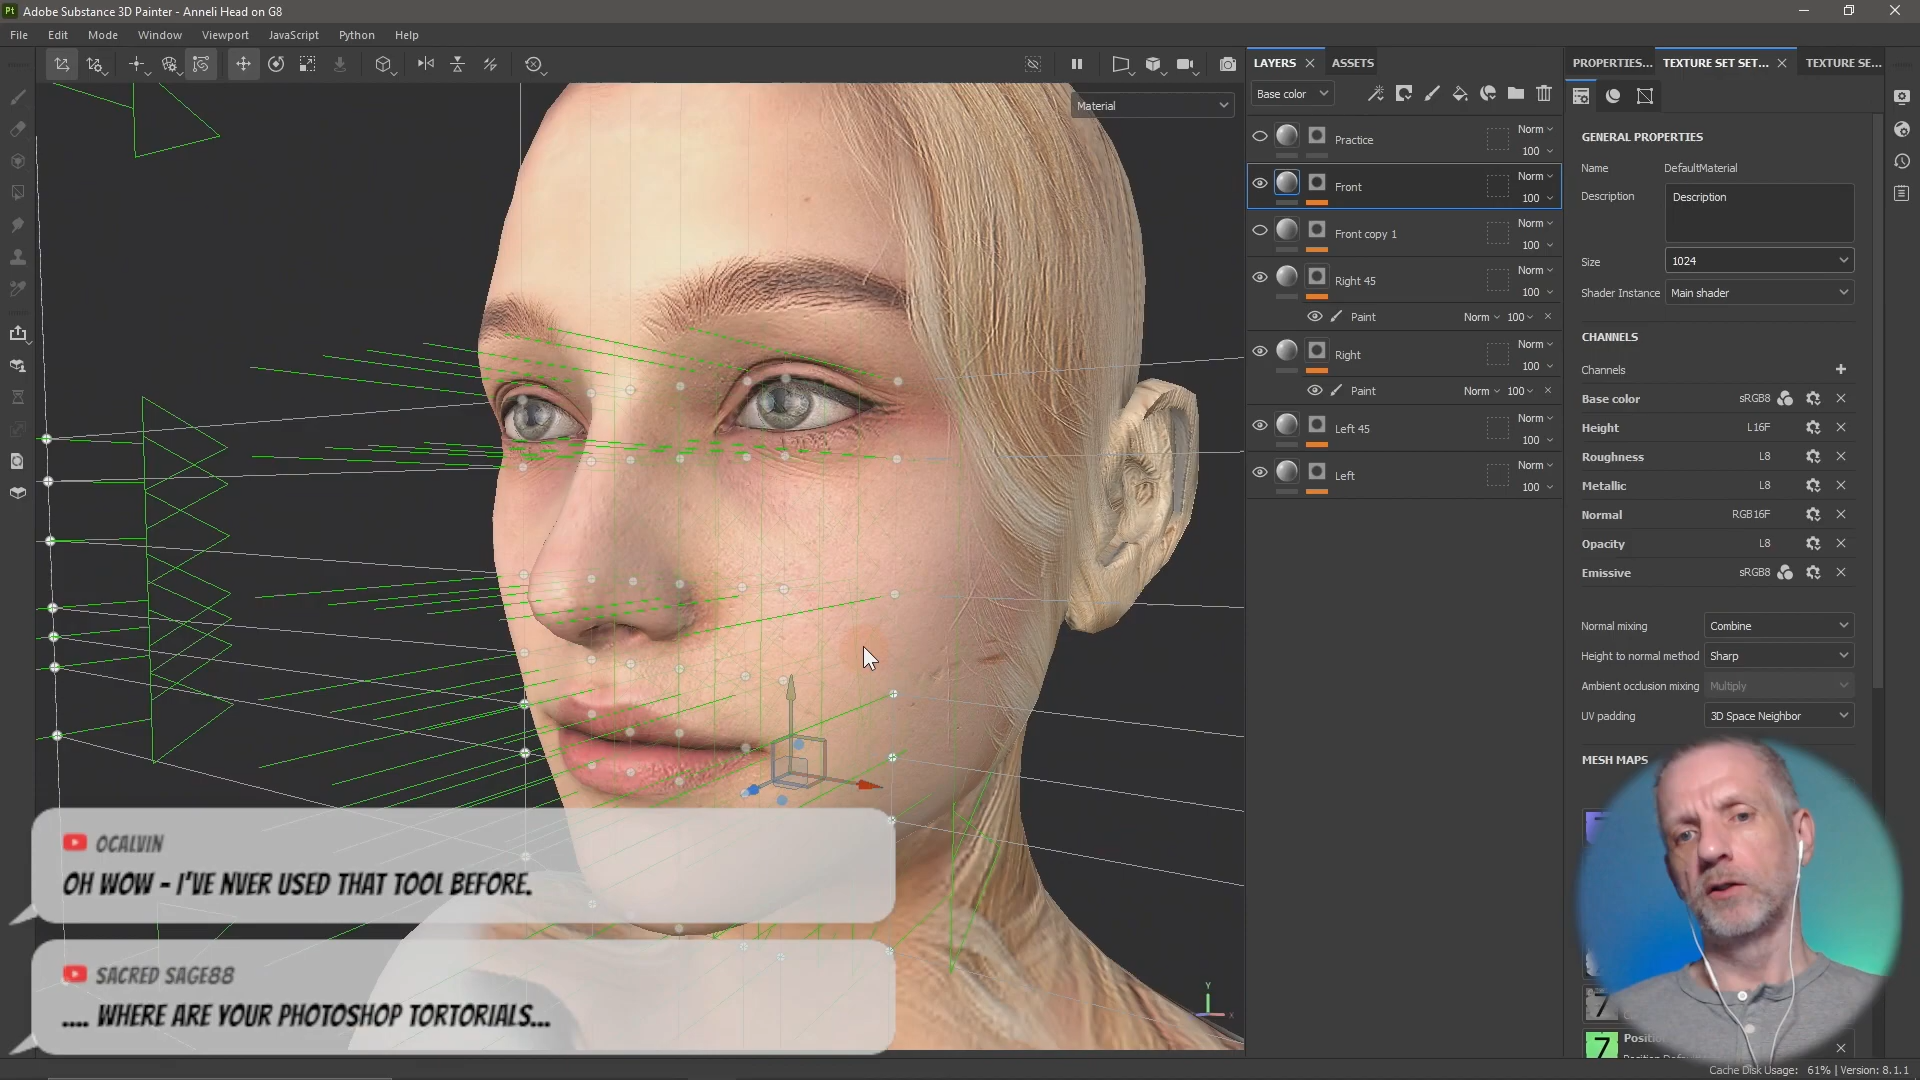 Pt Adobe Substance 3D Painter - Anneli Head on G8
File Edit Mode Window Viewport JavaScript Python Help
Material
LAYERS ASSETS
Base color
Practice Norm 100
Front Norm 100
Front copy 1 Norm 100
Right 45 Norm 100
Paint Norm 100
Right Norm 100
Paint Norm 100
Left 45 Norm 100
Left Norm 100
PROPERTIES... TEXTURE SET SET... TEXTURE SE...
GENERAL PROPERTIES
Name DefaultMaterial
Description Description
Size 1024
Shader Instance Main shader
CHANNELS
Channels
Base color sRGB8
Height L16F
Roughness L8
Metallic L8
Normal RGB16F
Opacity L8
Emissive sRGB8
Normal mixing Combine
Height to normal method Sharp
Ambient occlusion mixing Multiply
UV padding 3D Space Neighbor
MESH MAPS
Positio
OCALVIN
OH WOW - I'VE NVER USED THAT TOOL BEFORE.
SACRED SAGE88
.... WHERE ARE YOUR PHOTOSHOP TORTORIALS...
Y
X
Cache Disk Usage: 61% | Version: 8.1.1